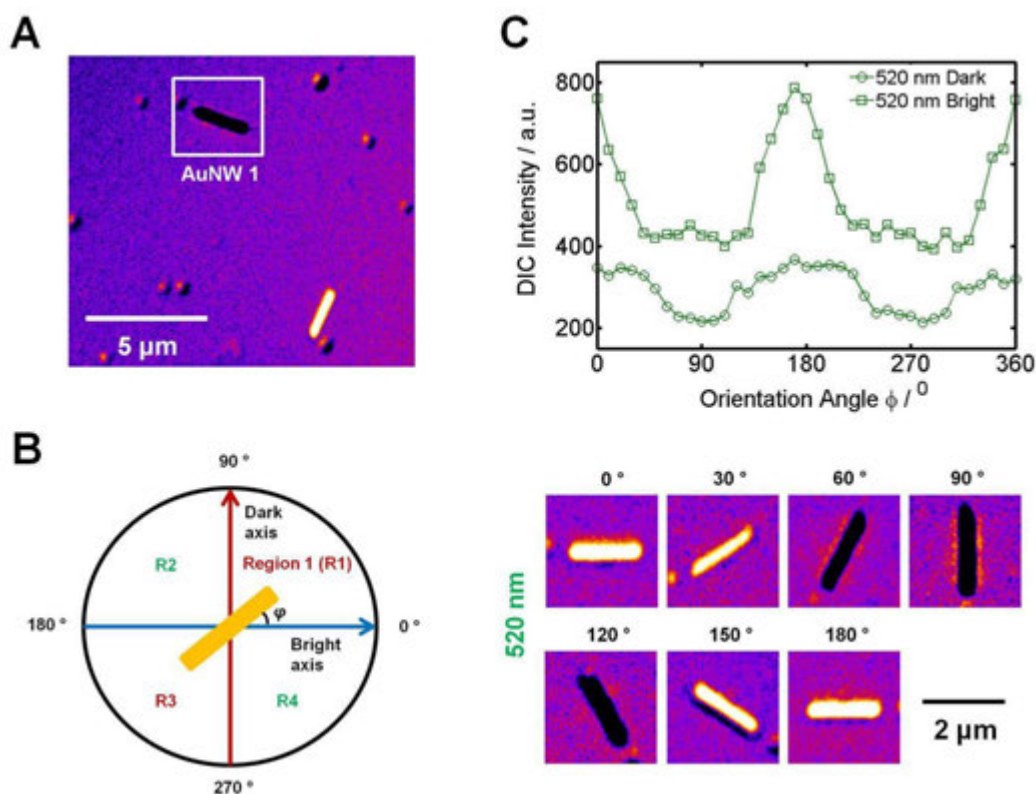 A
AuNW 1
5 µm
B
90 °
Dark
axis
R2
Region 1 (R1)
φ
180 °
0 °
Bright
axis
R3
R4
270 °
C
800
600
400
200
DIC Intensity / a.u.
520 nm Dark
520 nm Bright
0
90
180
270
360
Orientation Angle ϕ / ⁰
520 nm
0 °
30 °
60 °
90 °
120 °
150 °
180 °
2 µm